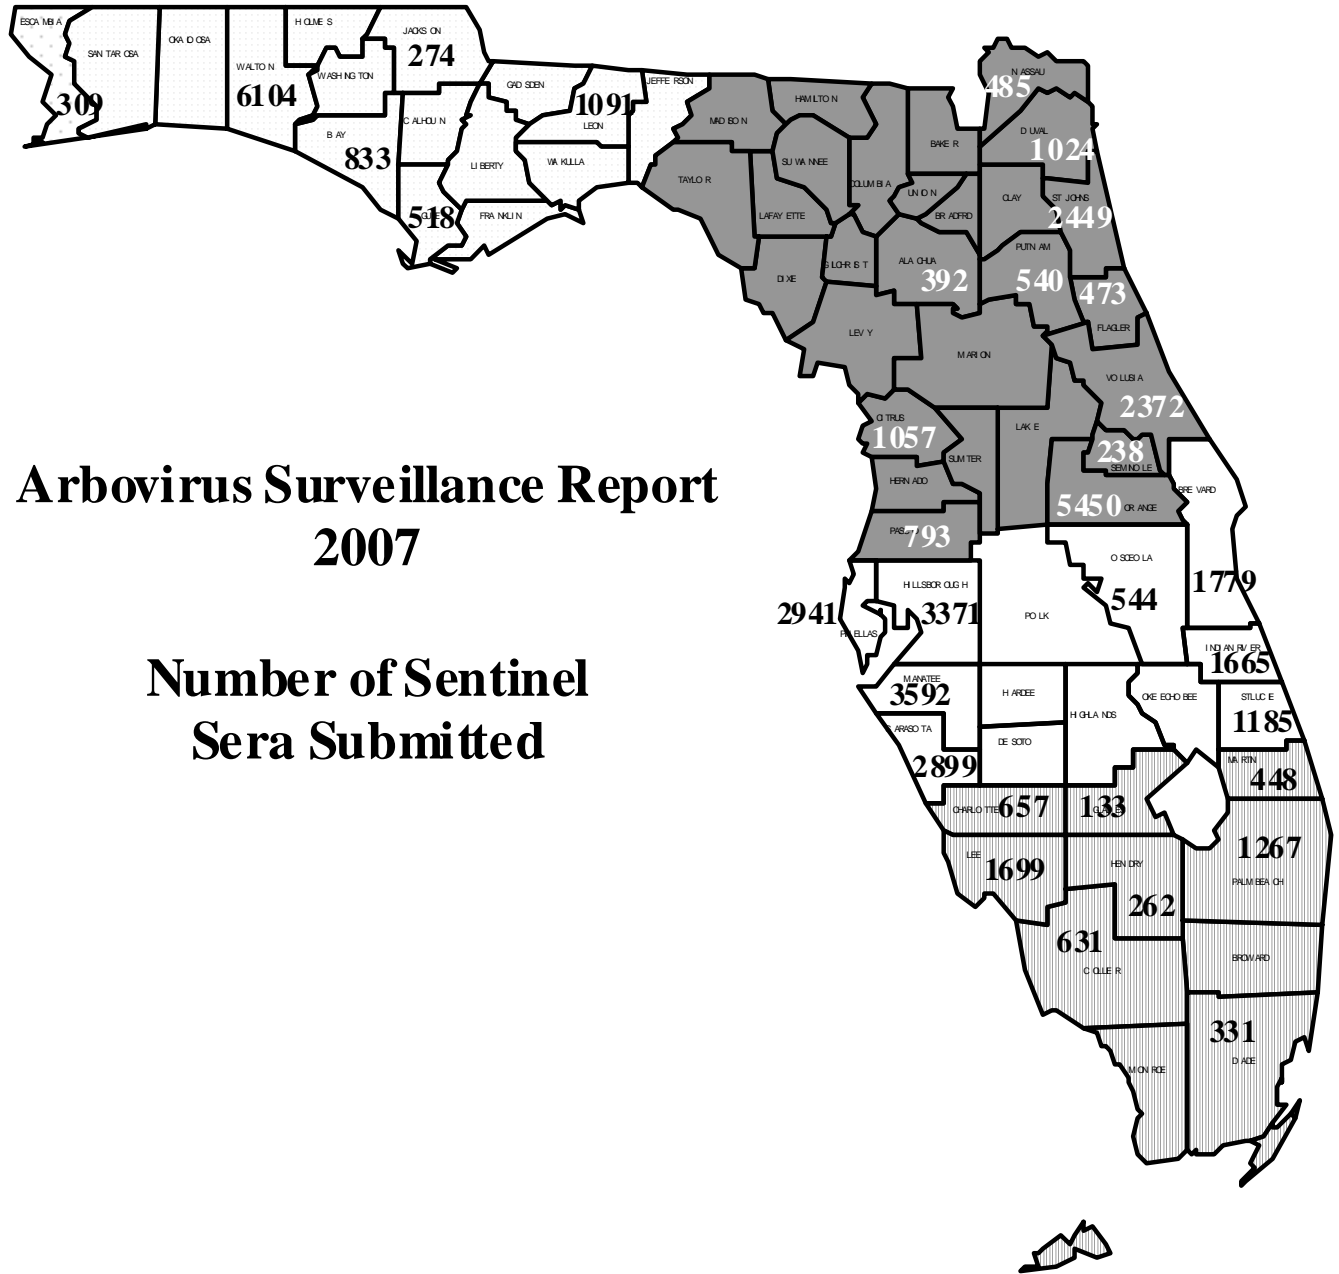 ESCAMBIA
SANTA ROSA
OKALOOSA
WALTON
HOLMES
JACKSON
274
WASHINGTON
309
6104
GADSDEN
JEFFERSON
1091
LEON
CALHOUN
BAY
833
LIBERTY
WAKULLA
518
FRANKLIN
NASSAU
485
MADISON
HAMILTON
DUVAL
1024
BAKER
SUWANNEE
TAYLOR
COLUMBIA
UNION
CLAY
ST JOHNS
2449
LAFAYETTE
BRADFRD
PUTNAM
540
DIXIE
GILCHRIST
ALACHUA
392
473
FLAGLER
LEVY
MARION
VOLUSIA
2372
CITRUS
1057
LAKE
238
SEMINOLE
SUMTER
HERNADO
BREVARD
5450
ORANGE
793
Arbovirus Surveillance Report
2007
OSCEOLA
544
1779
HILLSBOROUGH
3371
2941
PINELLAS
POLK
INDIAN RIVER
1665
Number of Sentinel
Sera Submitted
MANATEE
3592
HARDEE
HIGHLANDS
OKEECHOBEE
ST LUCIE
1185
SARASOTA
2899
DE SOTO
MARTIN
448
CHARLOTTE
657
133
LEE
1699
HENDRY
262
1267
PALM BEACH
631
COLLIER
BROWARD
331
DADE
MONROE